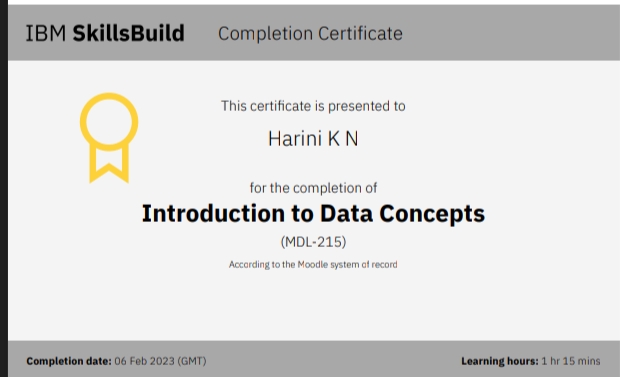 IBM SkillsBuild Completion Certificate
This certificate is presented to
Harini K N
for the completion of
Introduction to Data Concepts
(MDL-215)
According to the Moodle system of record
Completion date: 06 Feb 2023 (GMT) Learning hours: 1 hr 15 mins